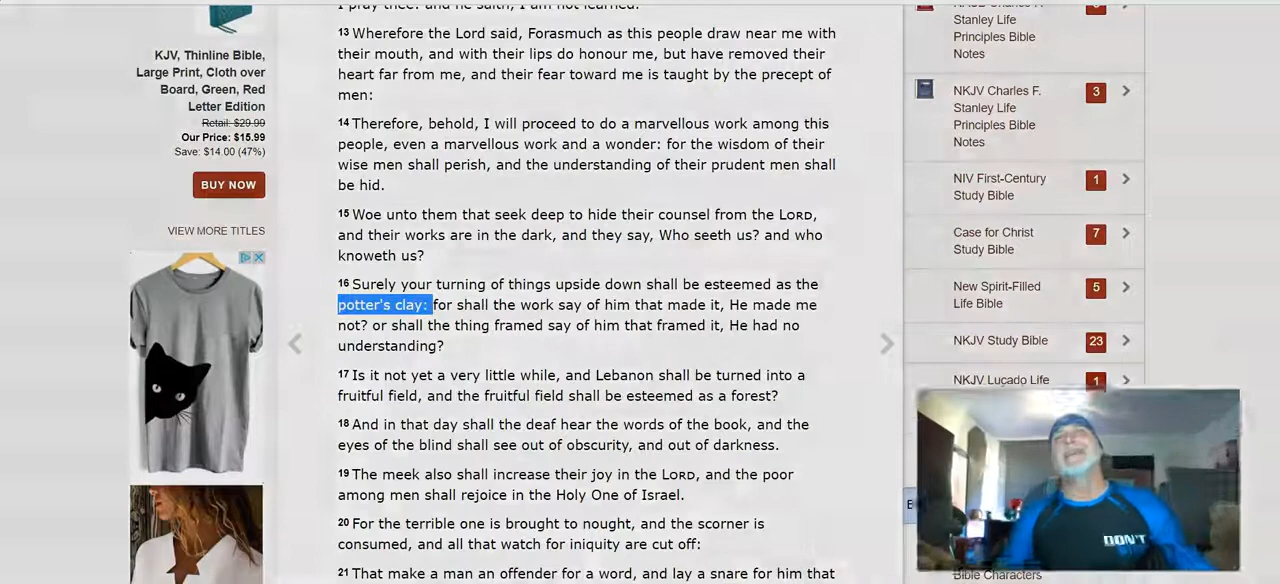 KJV, Thinline Bible,
Large Print, Cloth over
Board, Green, Red
Letter Edition
Retail: $29.99
Our Price: $15.99
Save: $14.00 (47%)
BUY NOW
VIEW MORE TITLES
I pray thee: and he saith, I am not learned.
13 Wherefore the Lord said, Forasmuch as this people draw near me with
their mouth, and with their lips do honour me, but have removed their
heart far from me, and their fear toward me is taught by the precept of
men:
14 Therefore, behold, I will proceed to do a marvellous work among this
people, even a marvellous work and a wonder: for the wisdom of their
wise men shall perish, and the understanding of their prudent men shall
be hid.
15 Woe unto them that seek deep to hide their counsel from the LORD,
and their works are in the dark, and they say, Who seeth us? and who
knoweth us?
16 Surely your turning of things upside down shall be esteemed as the
potter's clay: for shall the work say of him that made it, He made me
not? or shall the thing framed say of him that framed it, He had no
understanding?
17 Is it not yet a very little while, and Lebanon shall be turned into a
fruitful field, and the fruitful field shall be esteemed as a forest?
18 And in that day shall the deaf hear the words of the book, and the
eyes of the blind shall see out of obscurity, and out of darkness.
19 The meek also shall increase their joy in the LORD, and the poor
among men shall rejoice in the Holy One of Israel.
20 For the terrible one is brought to nought, and the scorner is
consumed, and all that watch for iniquity are cut off:
21 That make a man an offender for a word, and lay a snare for him that
Stanley Life
Principles Bible
Notes
NKJV Charles F.
Stanley Life
Principles Bible
Notes
3
NIV First-Century
Study Bible
1
Case for Christ
Study Bible
7
New Spirit-Filled
Life Bible
5
NKJV Study Bible
23
NKJV Lucado Life
1
DON'T
Bible Characters